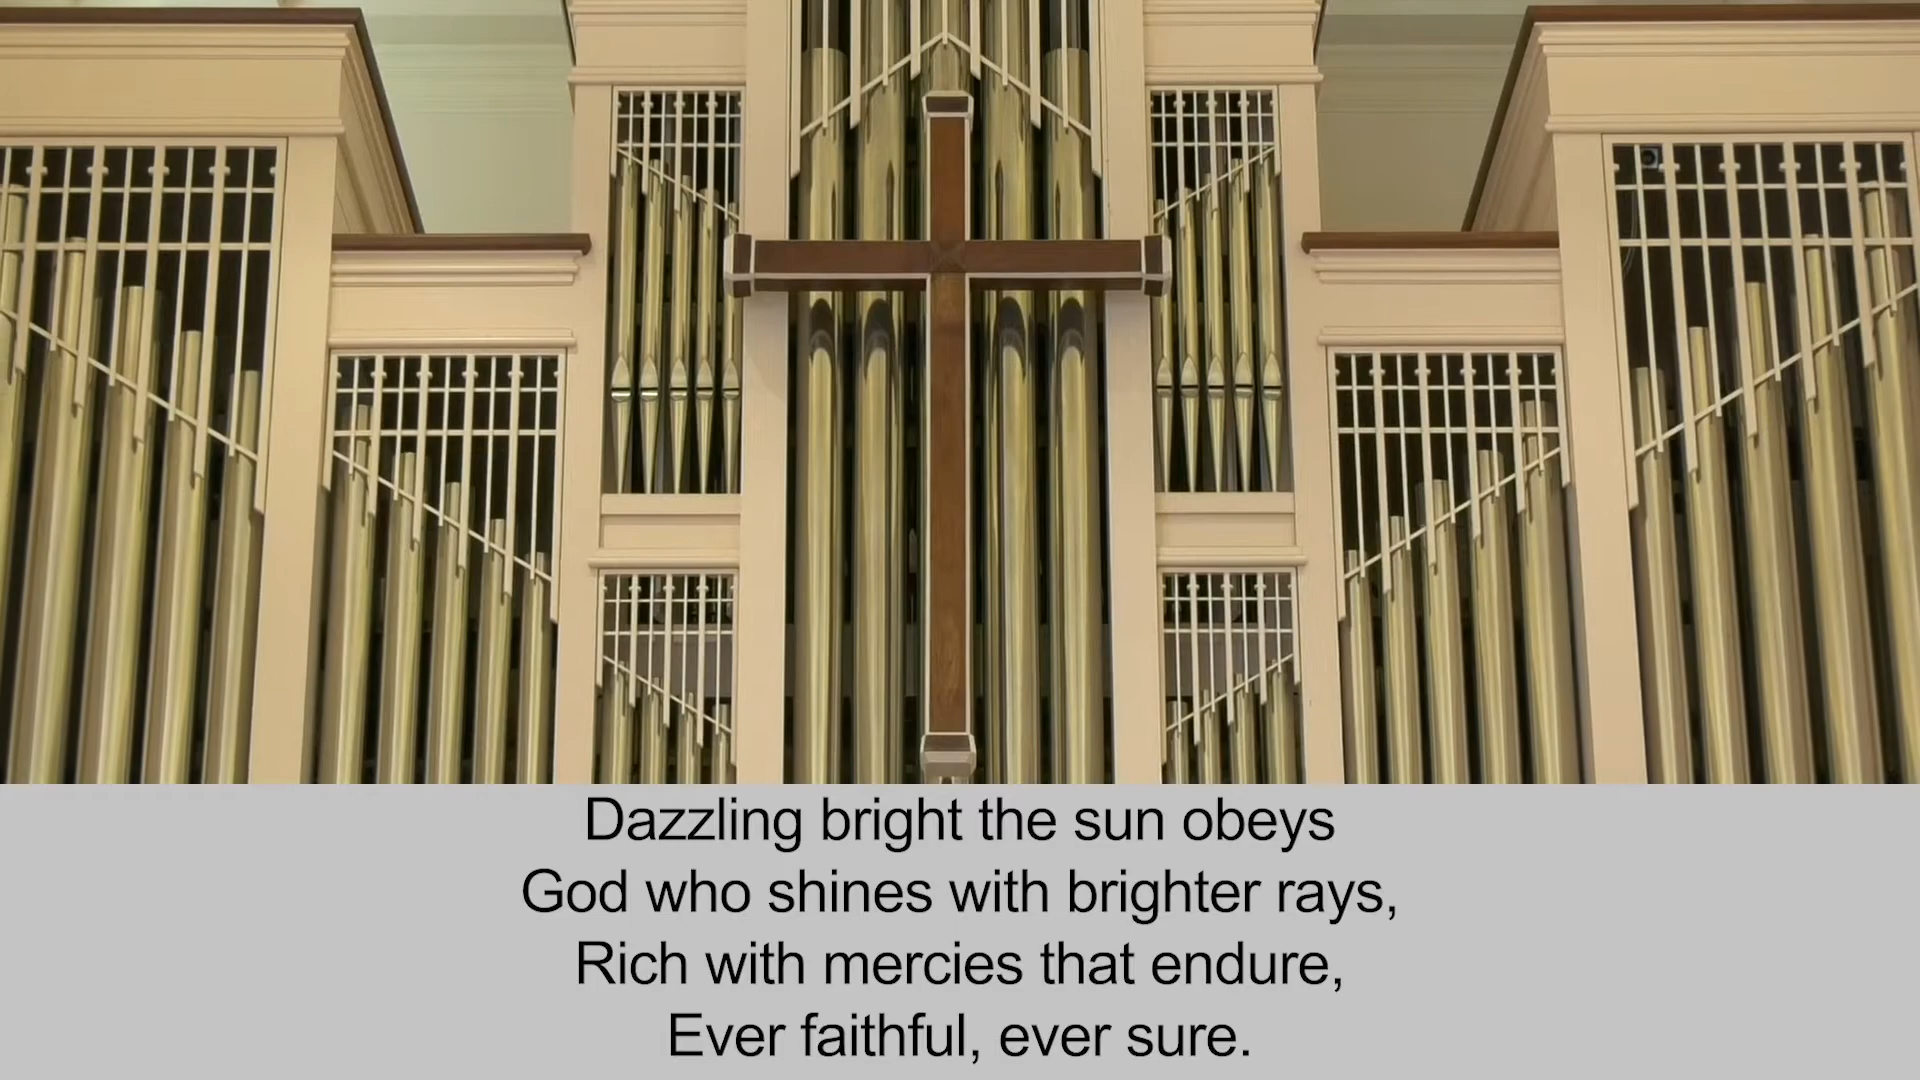 Dazzling bright the sun obeys
God who shines with brighter rays,
Rich with mercies that endure,
Ever faithful, ever sure.